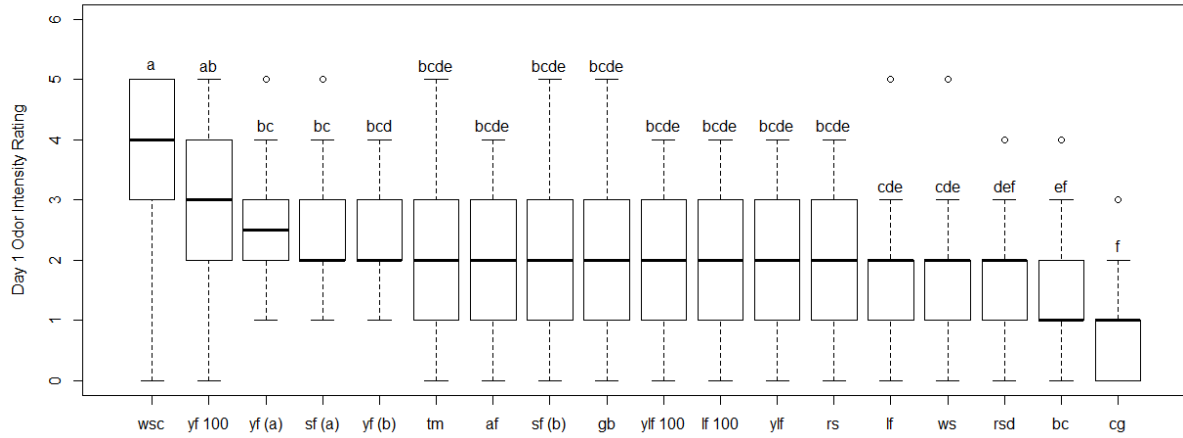 6
5
4
3
2
1
0
Day 1 Odor Intensity Rating
a
ab
bc
bc
bcd
bcde
bcde
bcde
bcde
bcde
bcde
bcde
bcde
cde
cde
def
ef
f
wsc yf 100 yf (a) sf (a) yf (b) tm af sf (b) gb ylf 100 lf 100 ylf rs lf ws rsd bc cg